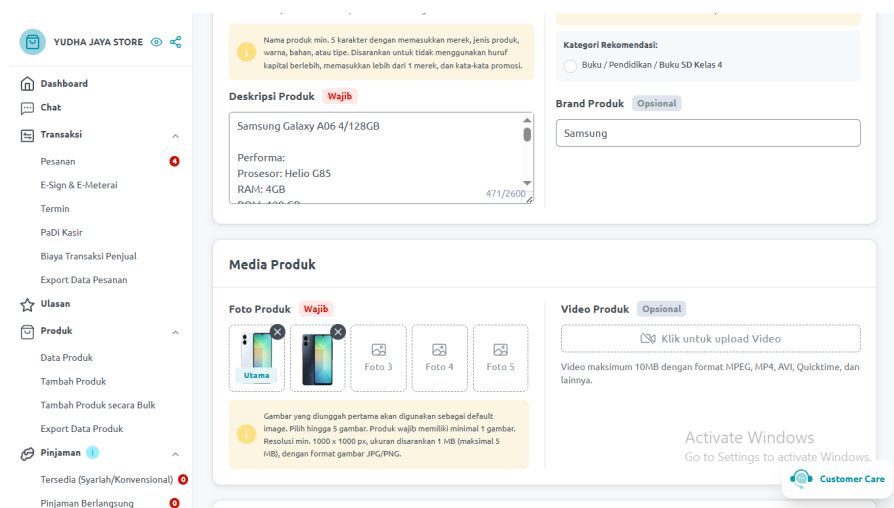 YUDHA JAYA STORE
Dashboard
Chat
Transaksi
Pesanan
E-Sign & E-Meterai
Termin
PaDi Kasir
Biaya Transaksi Penjual
Export Data Pesanan
Ulasan
Produk
Data Produk
Tambah Produk
Tambah Produk secara Bulk
Export Data Produk
Pinjaman
Tersedia (Syariah/Konvensional) 0
Pinjaman Berlangsung 0
Nama produk min. 5 karakter dengan memasukkan merek, jenis produk,
warna, bahan, atau tipe. Disarankan untuk tidak menggunakan huruf
kapital berlebih, memasukkan lebih dari 1 merek, dan kata-kata promosi.
Deskripsi Produk Wajib
Samsung Galaxy A06 4/128GB
Performa:
Prosesor: Helio G85
RAM: 4GB
471/2600
Kategori Rekomendasi:
Buku / Pendidikan / Buku SD Kelas 4
Brand Produk Opsional
Samsung
Media Produk
Foto Produk Wajib
Utama
Foto 3
Foto 4
Foto 5
Gambar yang diunggah pertama akan digunakan sebagai default
image. Pilih hingga 5 gambar. Produk wajib memiliki minimal 1 gambar.
Resolusi min. 1000 x 1000 px, ukuran disarankan 1 MB (maksimal 5
MB), dengan format gambar JPG/PNG.
Video Produk Opsional
Klik untuk upload Video
Video maksimum 10MB dengan format MPEG, MP4, AVI, Quicktime, dan
lainnya.
Activate Windows
Go to Settings to activate Windows.
Customer Care